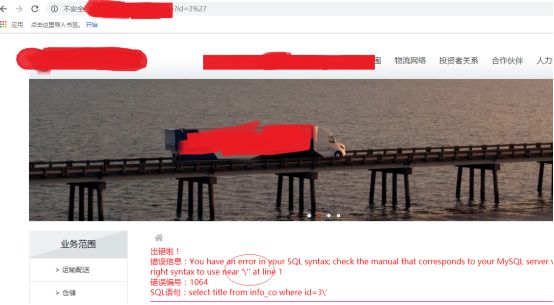 不安全
?id=3%27
应用 点击这里导入书签。 开始
围 物流网络 投资者关系 合作伙伴 人力
业务范围
> 运输配送
> 仓储
出错啦！
错误信息：You have an error in your SQL syntax; check the manual that corresponds to your MySQL server v
right syntax to use near '\'' at line 1
错误编号：1064
SQL语句：select title from info_co where id=3\'